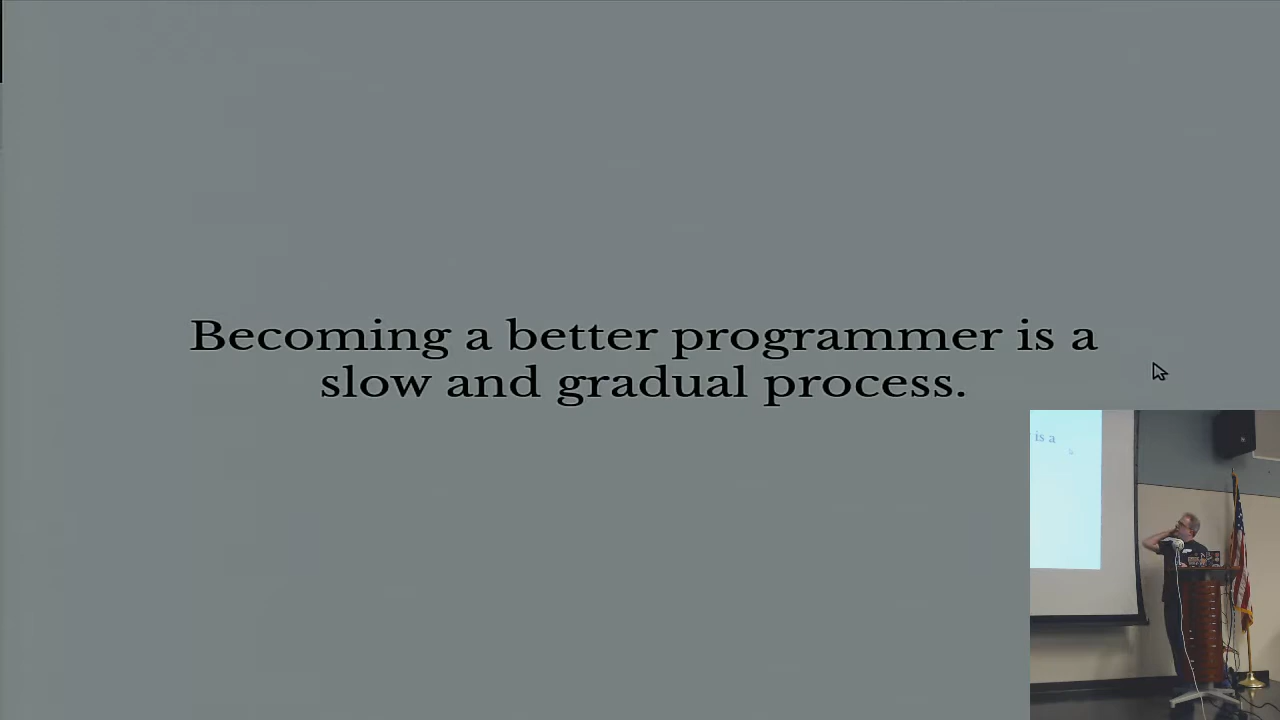 Becoming a better programmer is a
slow and gradual process.
is a